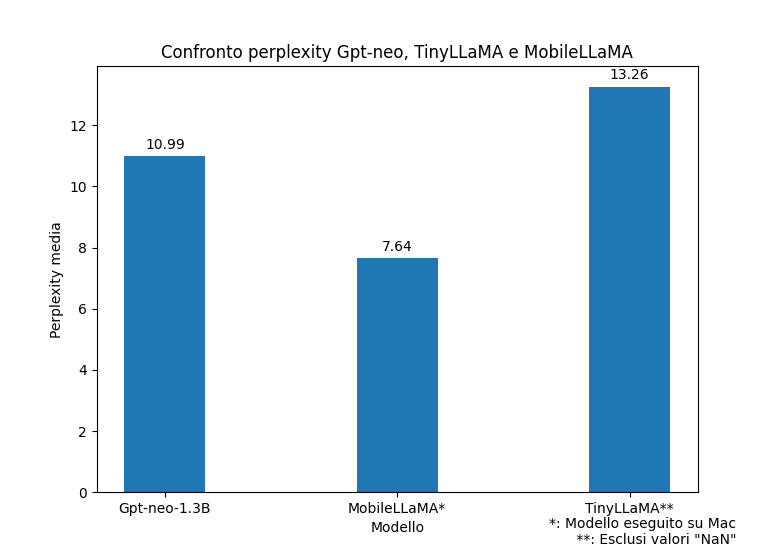 Confronto perplexity Gpt-neo, TinyLLaMA e MobileLLaMA
13.26
12
10.99
10
Perplexity media
8
7.64
6
4
2
0
Gpt-neo-1.3B MobileLLaMA* TinyLLaMA**
Modello
*: Modello eseguito su Mac
**: Esclusi valori "NaN"